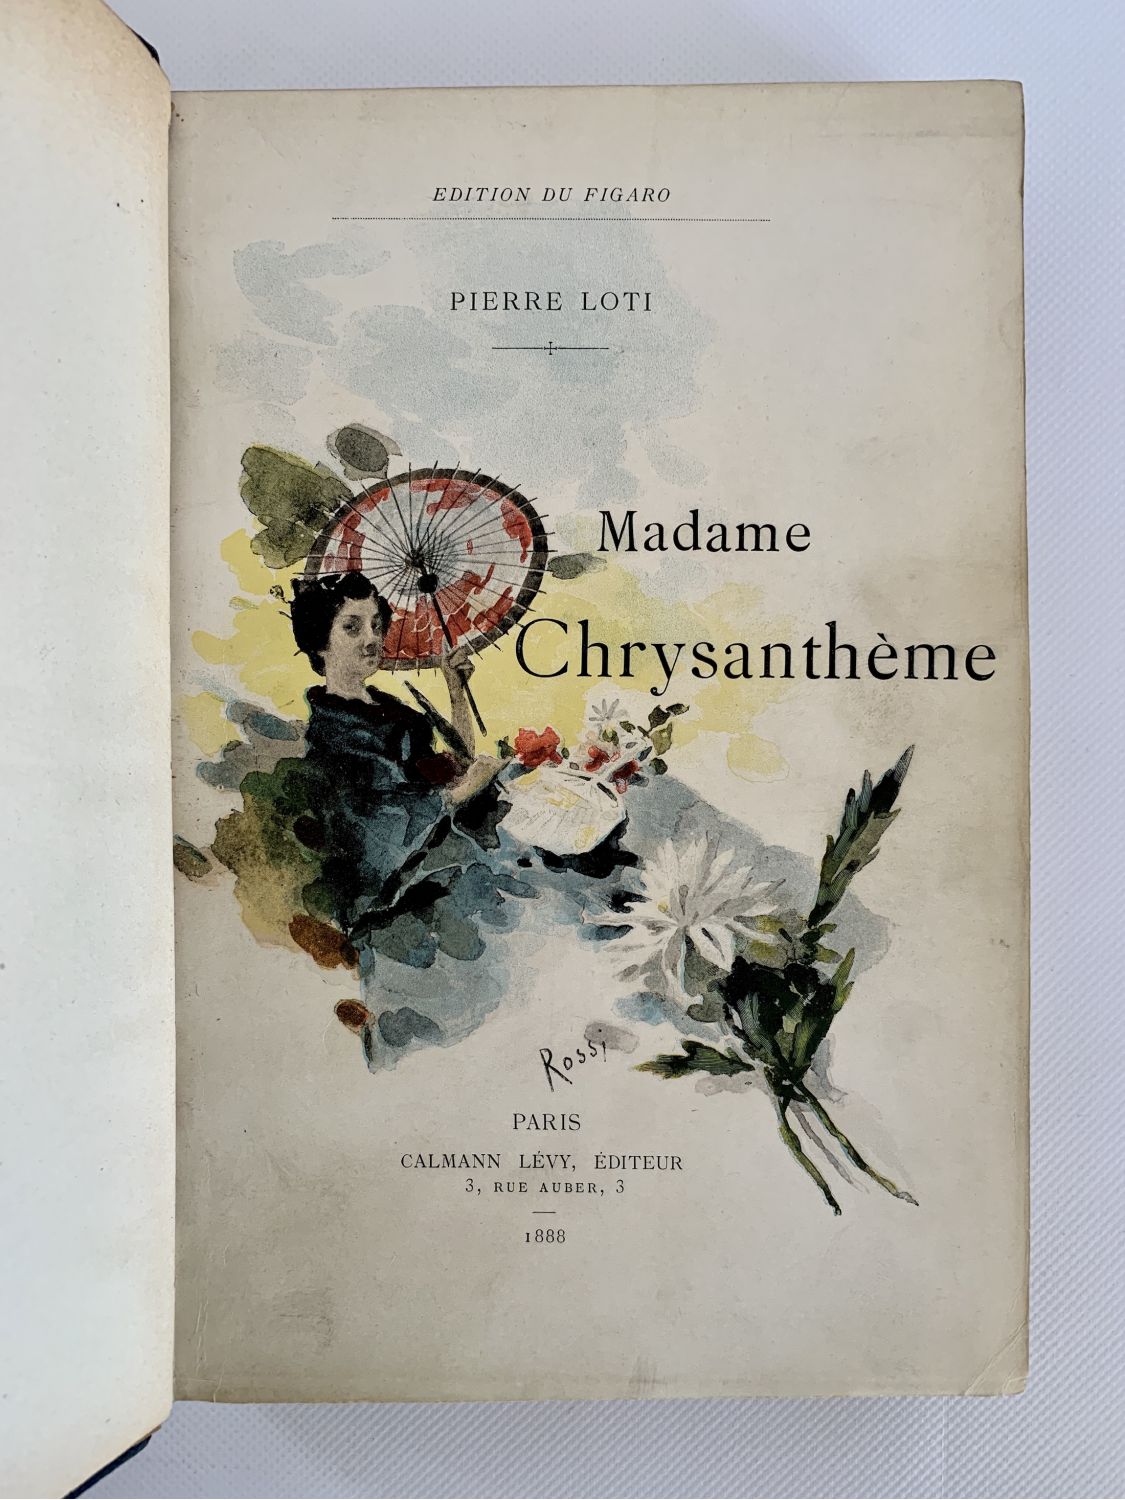 EDITION DU FIGARO
PIERRE LOTI
Madame
Chrysanthème
Rossi
PARIS
CALMANN LÉVY, ÉDITEUR
3, RUE AUBER, 3
1888